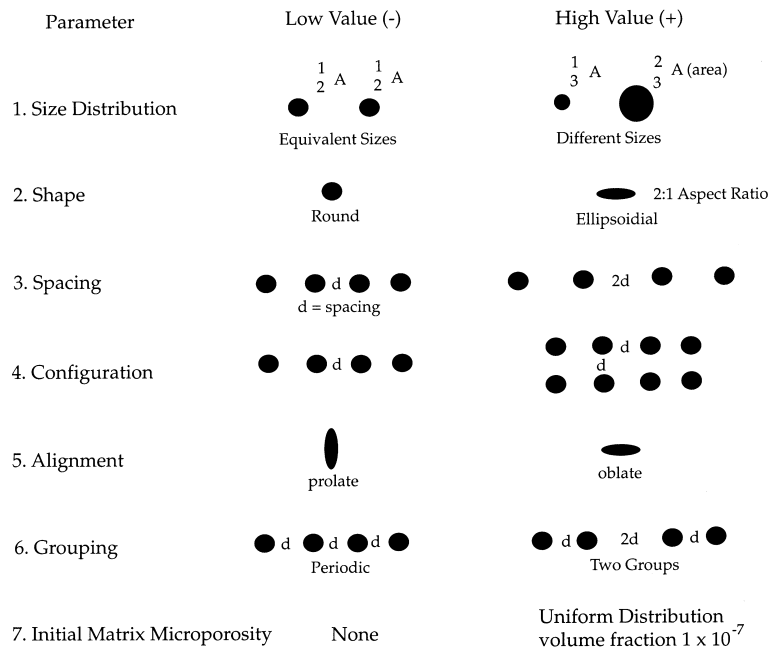 Parameter Low Value (-) High Value (+)
1 1 1 2
2 A 2 A 3 A 3 A (area)
1. Size Distribution
Equivalent Sizes Different Sizes
2. Shape 2:1 Aspect Ratio
Round Ellipsoidial
3. Spacing d 2d
d = spacing
d
4. Configuration d d
5. Alignment
prolate oblate
6. Grouping d d d d 2d d
Periodic Two Groups
Uniform Distribution
7. Initial Matrix Microporosity None volume fraction 1 x 10-7